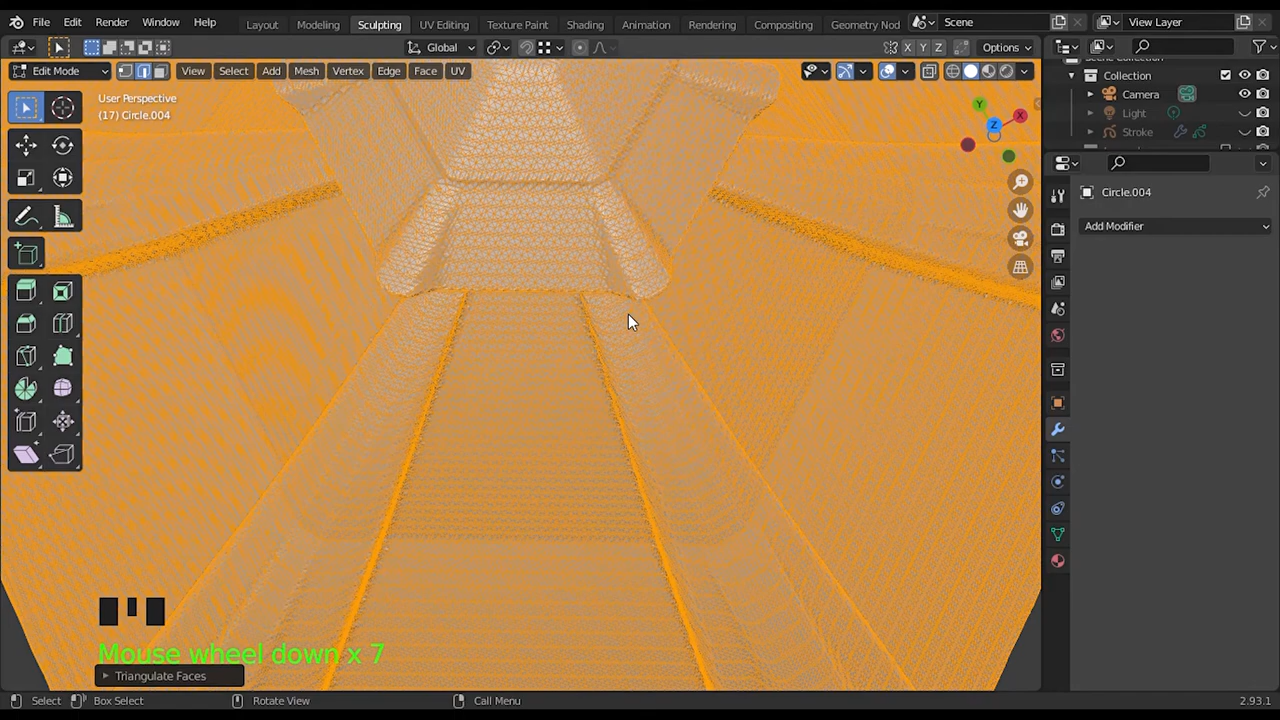 File Edit Render Window Help Layout Modeling Sculpting UV Editing Texture Paint Shading Animation Rendering Compositing Geometry Nod Scene View Layer
Global X Y Z Options
Edit Mode View Select Add Mesh Vertex Edge Face UV
User Perspective
(17) Circle.004
Collection
Camera
Light
Stroke
Y
X
Z
Circle.004
Add Modifier
Mouse wheel down x 7
Triangulate Faces
Select Box Select Rotate View Call Menu 2.93.1